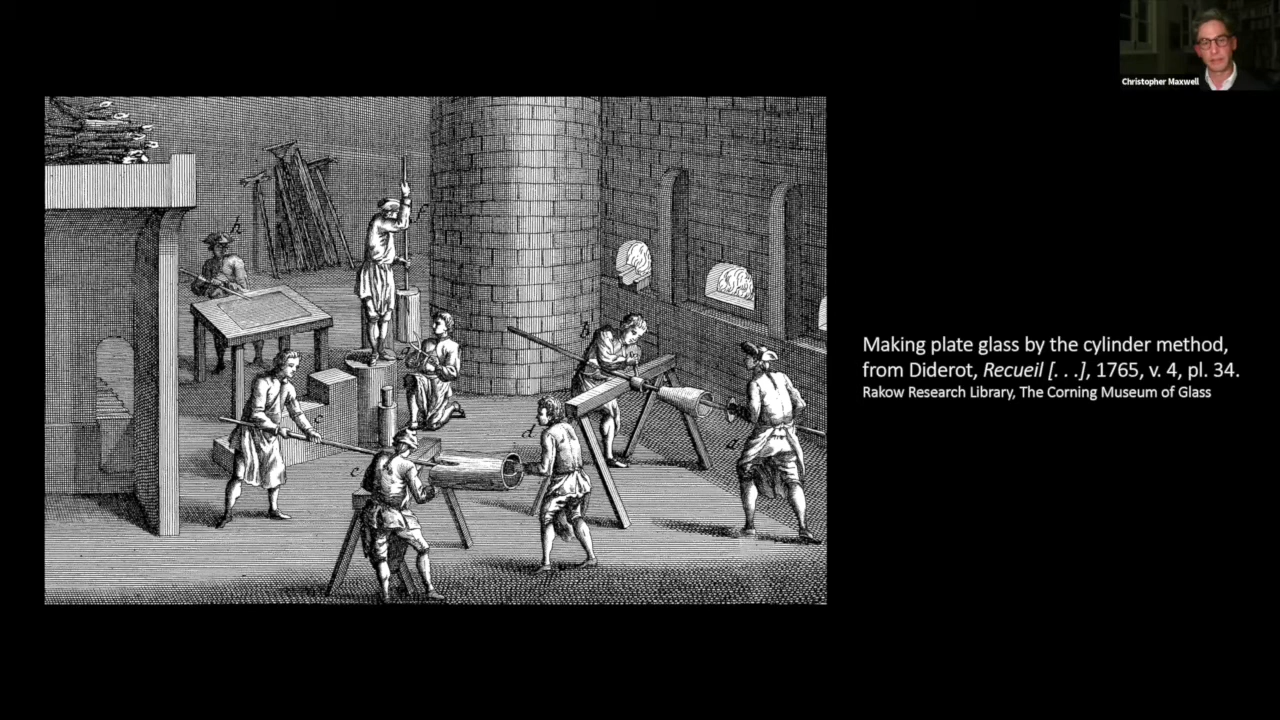 Christopher Maxwell
Making plate glass by the cylinder method,
from Diderot, Recueil [. . .], 1765, v. 4, pl. 34.
Rakow Research Library, The Corning Museum of Glass
h
f
b
c
d
c
a